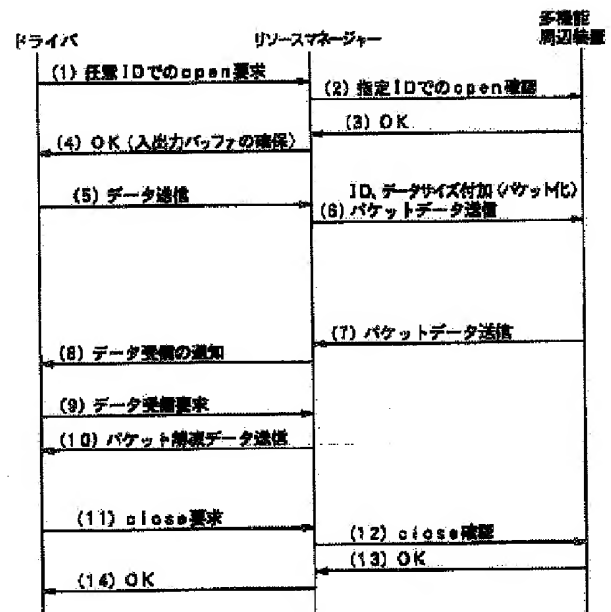 ドライバ
リソースマネージャー
多機能
周辺装置
(1) 任意IDでのopen要求
(2) 指定IDでのopen確認
(3) OK
(4) OK (入出力バッファの確保)
(5) データ送信
ID、データサイズ付加 (パケット化)
(6) パケットデータ送信
(7) パケットデータ送信
(8) データ受信の通知
(9) データ受信要求
(10) パケット解凍データ送信
(11) close要求
(12) close確認
(13) OK
(14) OK